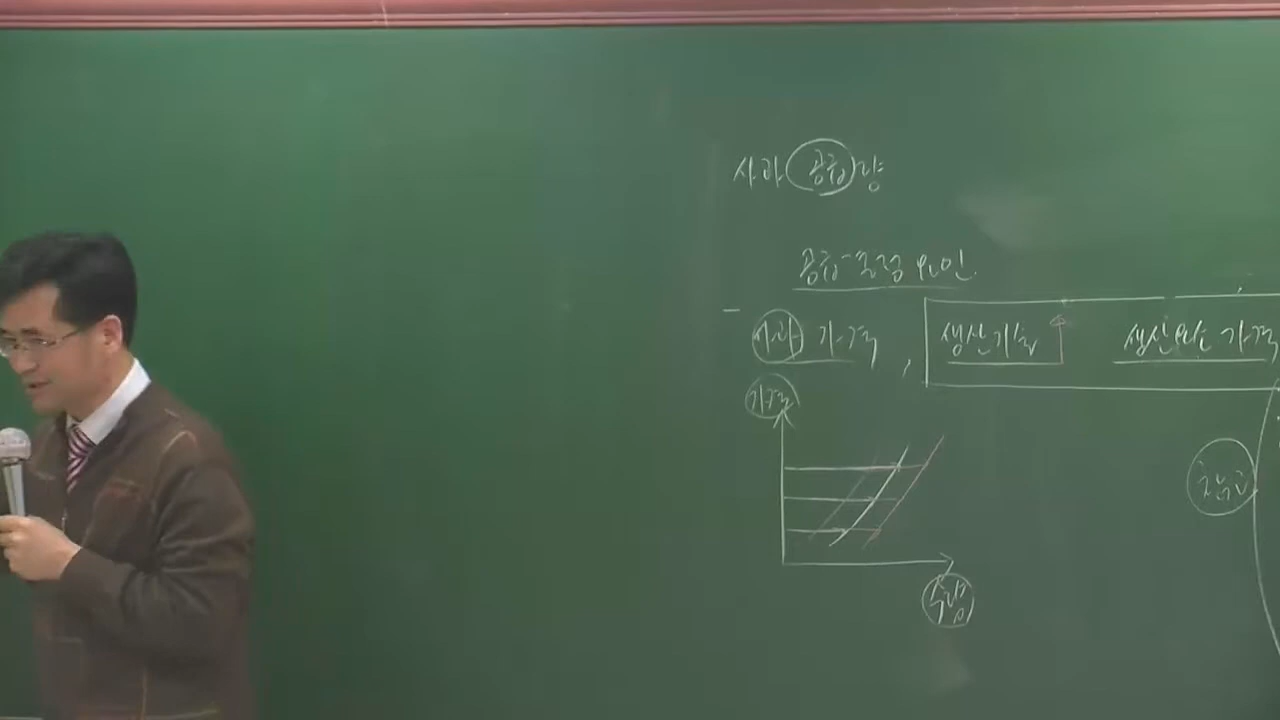 사과 공급량
공급 결정 요인
사과 가격, 생산기술 생산요소 가격
가격
수량